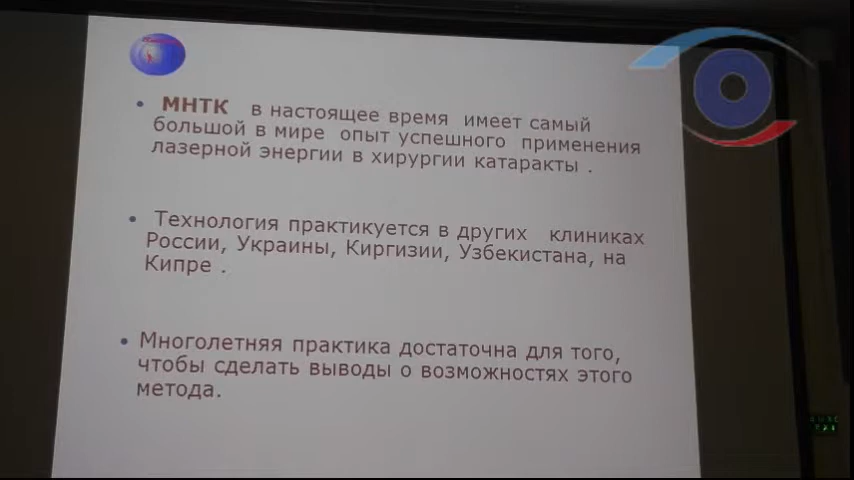 • МНТК в настоящее время имеет самый
большой в мире опыт успешного применения
лазерной энергии в хирургии катаракты .
• Технология практикуется в других клиниках
России, Украины, Киргизии, Узбекистана, на
Кипре .
• Многолетняя практика достаточна для того,
чтобы сделать выводы о возможностях этого
метода.